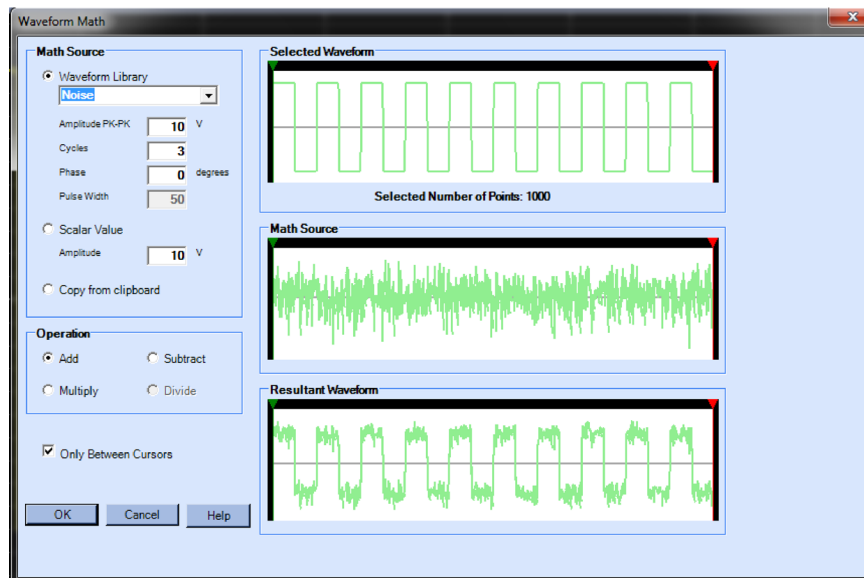 Waveform Math
x
Math Source
Waveform Library
Noise
Amplitude PK-PK 10 V
Cycles 3
Phase 0 degrees
Pulse Width 50
Scalar Value
Amplitude 10 V
Copy from clipboard
Operation
Add Subtract
Multiply Divide
Only Between Cursors
OK Cancel Help
Selected Waveform
Selected Number of Points: 1000
Math Source
Resultant Waveform